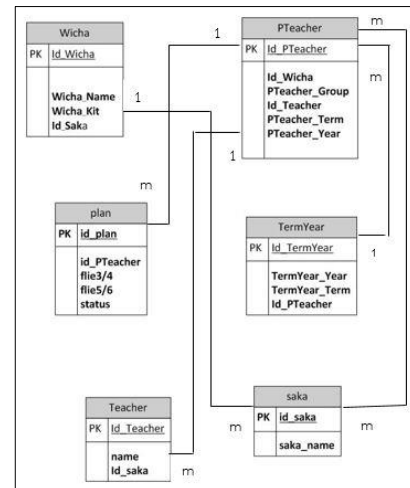 Wicha
PK Id_Wicha
Wicha_Name
Wicha_Kit
Id_Saka
PTeacher
PK Id_PTeacher
Id_Wicha
PTeacher_Group
Id_Teacher
PTeacher_Term
PTeacher_Year
1
m
m
1
1
m
plan
PK id_plan
id_PTeacher
flie3/4
flie5/6
status
TermYear
PK Id_TermYear
TermYear_Year
TermYear_Term
Id_PTeacher
1
Teacher
PK Id_Teacher
name
Id_saka
m
saka
PK id_saka
saka_name
m
m